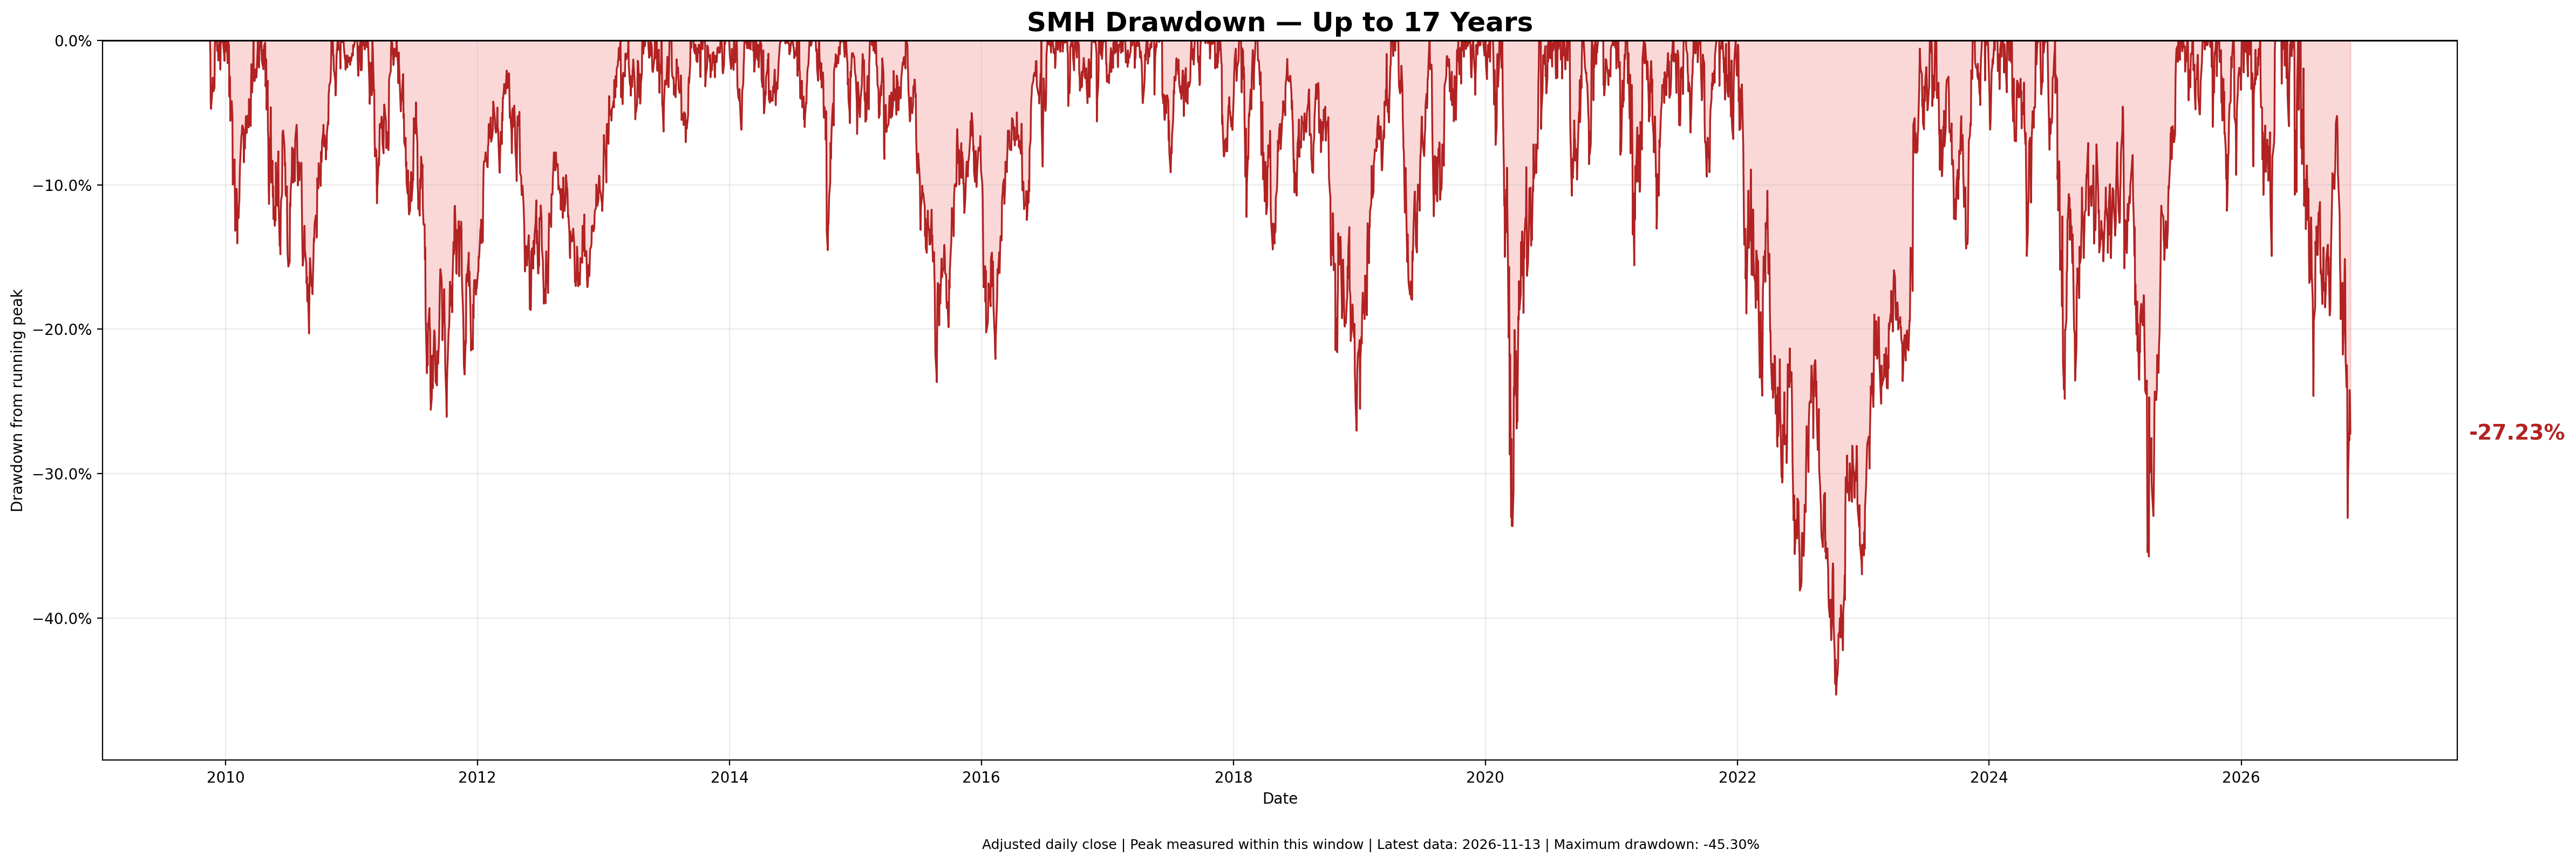 SMH Drawdown — Up to 17 Years
Drawdown from running peak
0.0%
−10.0%
−20.0%
−30.0%
−40.0%
-27.23%
2010 2012 2014 2016 2018 2020 2022 2024 2026
Date
Adjusted daily close | Peak measured within this window | Latest data: 2026-11-13 | Maximum drawdown: -45.30%